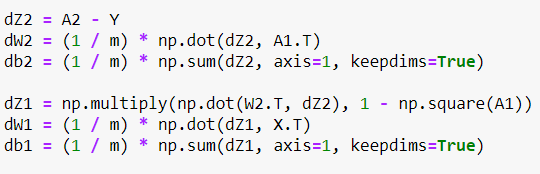 dZ2 = A2 - Y
dW2 = (1 / m) * np.dot(dZ2, A1.T)
db2 = (1 / m) * np.sum(dZ2, axis=1, keepdims=True)
dZ1 = np.multiply(np.dot(W2.T, dZ2), 1 - np.square(A1))
dW1 = (1 / m) * np.dot(dZ1, X.T)
db1 = (1 / m) * np.sum(dZ1, axis=1, keepdims=True)